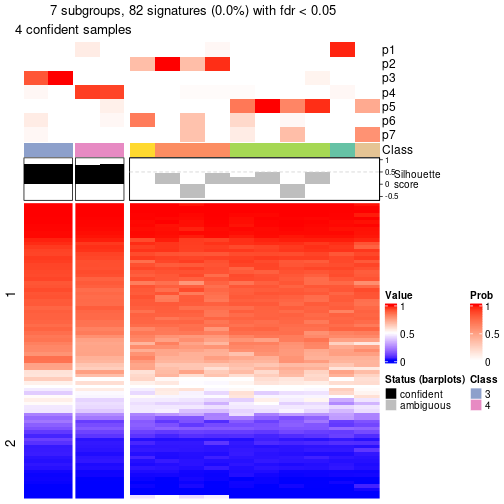 7 subgroups, 82 signatures (0.0%) with fdr < 0.05
4 confident samples
p1
p2
p3
p4
p5
p6
p7
Class
1
0.5
0
-0.5
Silhouette
score
1
2
Value
1
0.5
0
Prob
1
0.5
0
Status (barplots)
confident
ambiguous
Class
3
4